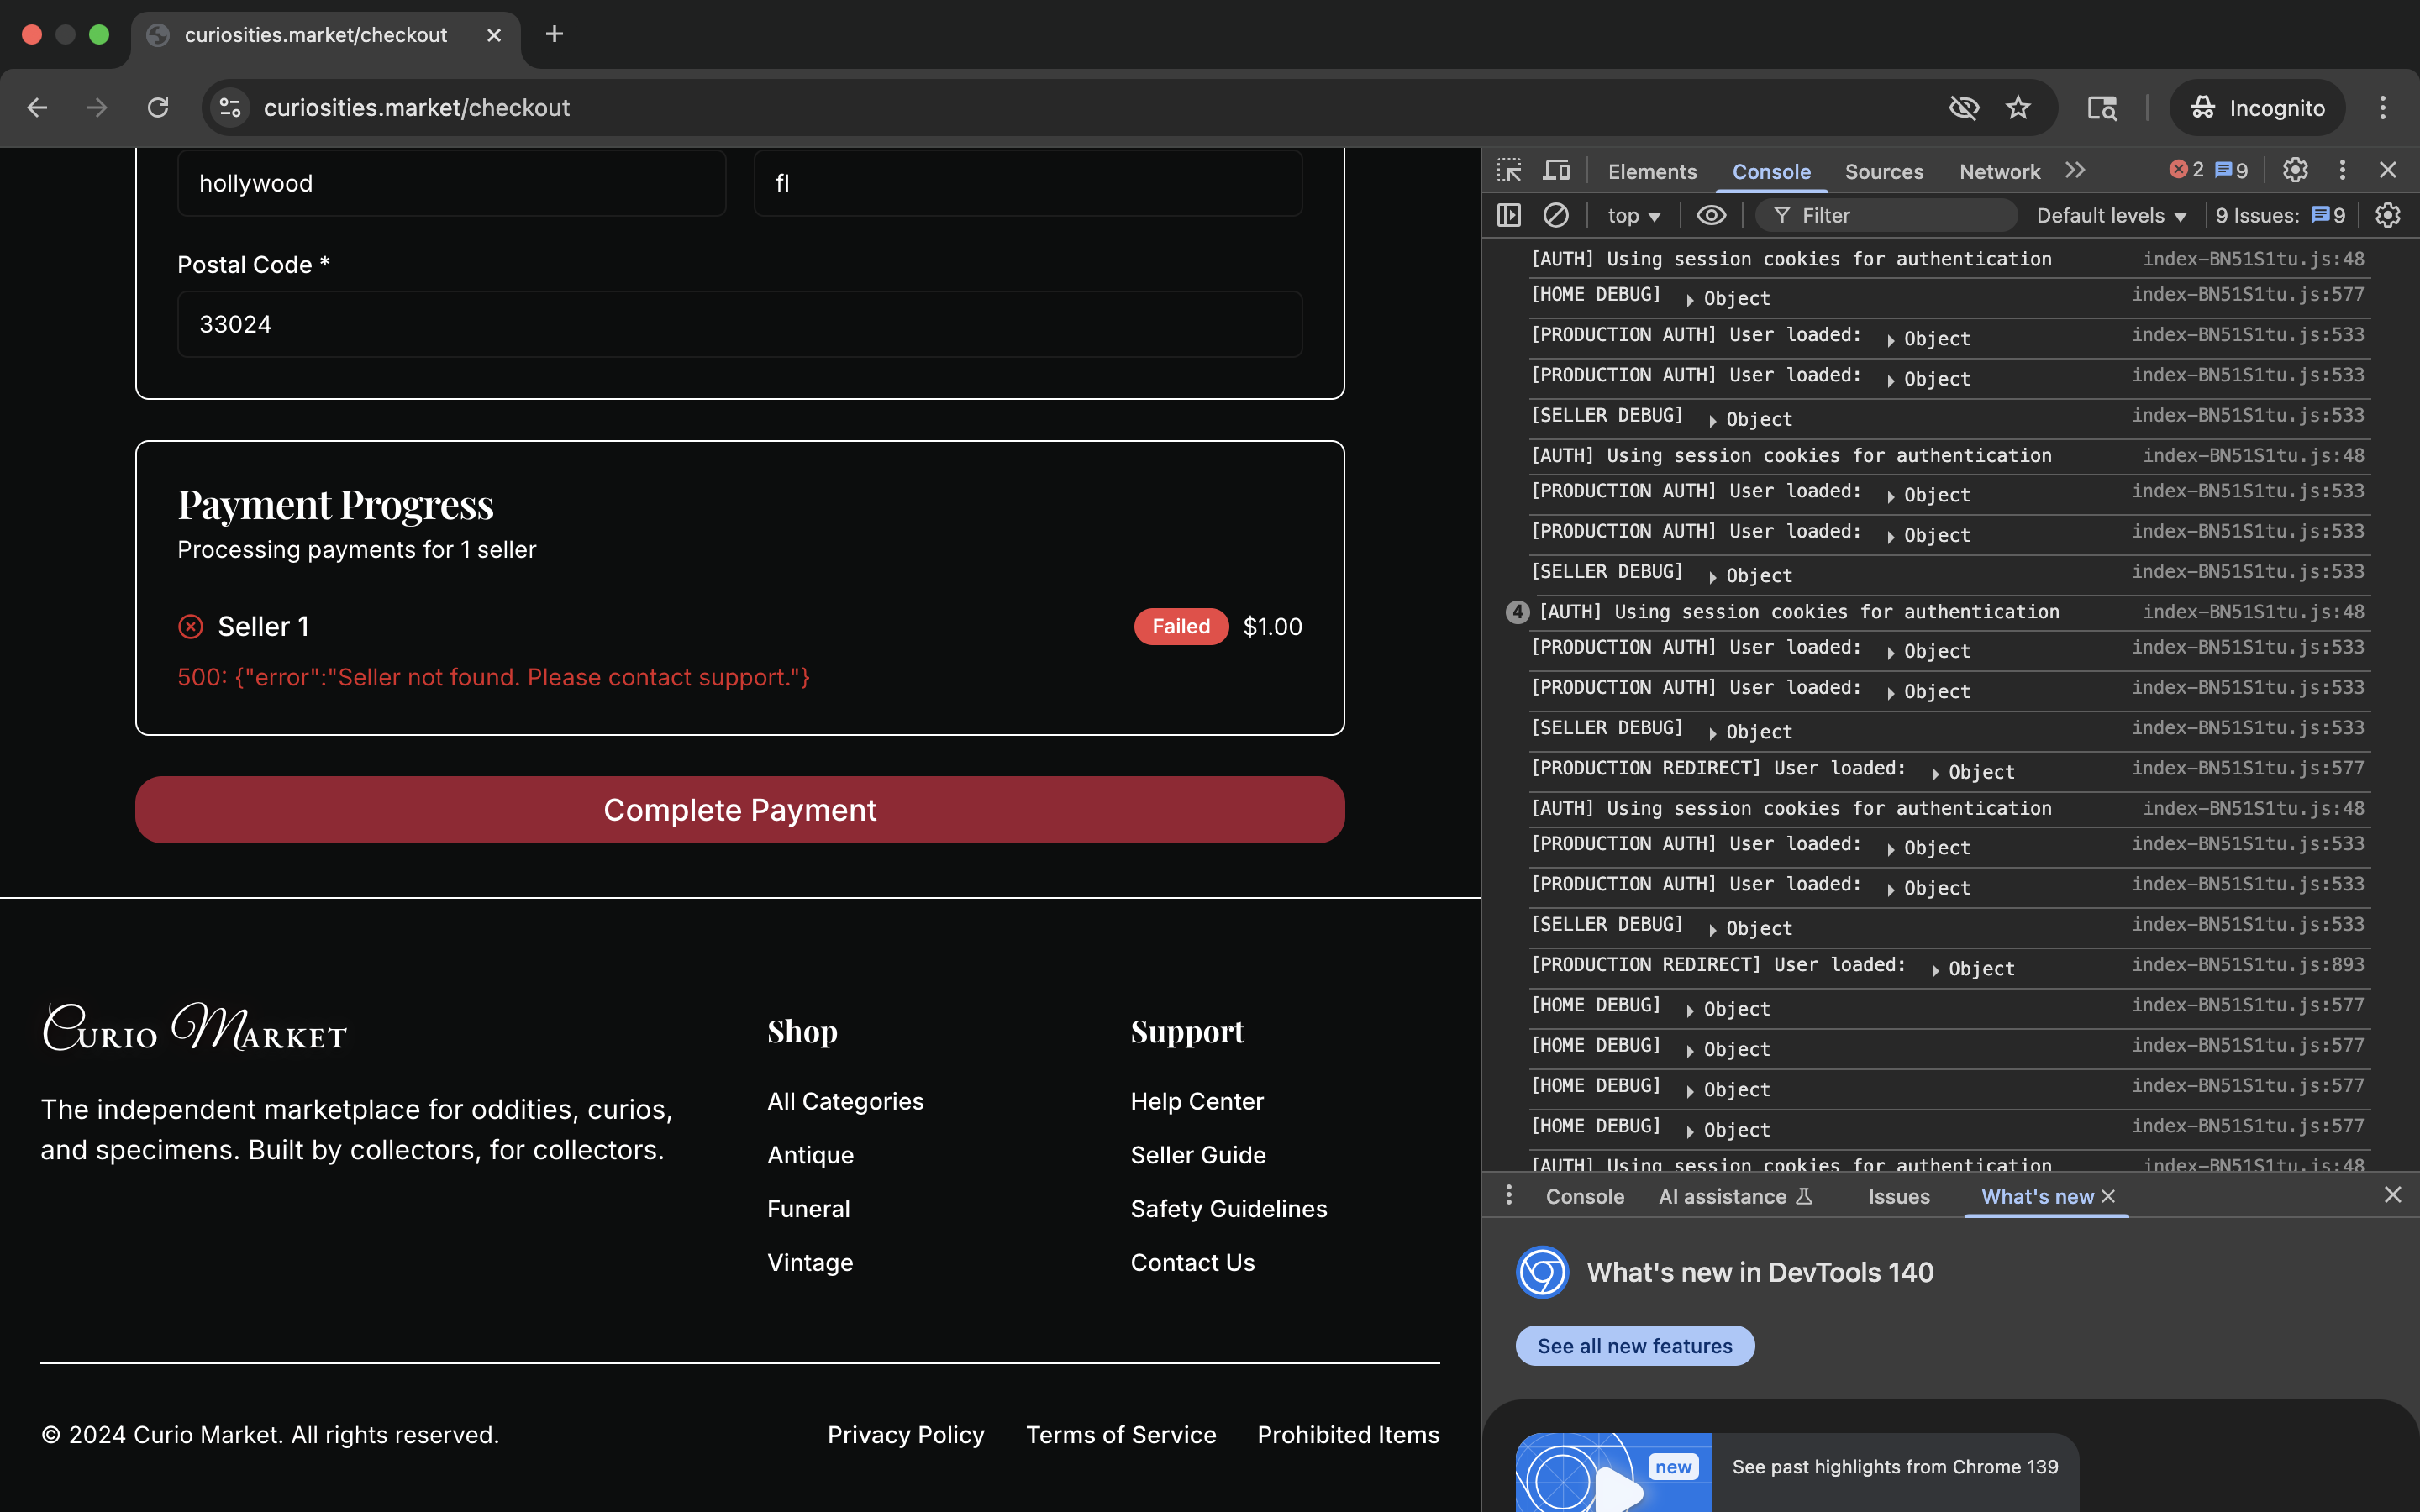 curiosities.market/checkout
curiosities.market/checkout
Incognito
hollywood
fl
Postal Code *
33024
Payment Progress
Processing payments for 1 seller
Seller 1
Failed
$1.00
500: {"error":"Seller not found. Please contact support."}
Complete Payment
Curio Market
The independent marketplace for oddities, curios,
and specimens. Built by collectors, for collectors.
Shop
All Categories
Antique
Funeral
Vintage
Support
Help Center
Seller Guide
Safety Guidelines
Contact Us
© 2024 Curio Market. All rights reserved.
Privacy Policy
Terms of Service
Prohibited Items
Elements
Console
Sources
Network
2
9
top
Filter
Default levels
9 Issues:
9
[AUTH] Using session cookies for authentication index-BN51S1tu.js:48
[HOME DEBUG] Object index-BN51S1tu.js:577
[PRODUCTION AUTH] User loaded: Object index-BN51S1tu.js:533
[PRODUCTION AUTH] User loaded: Object index-BN51S1tu.js:533
[SELLER DEBUG] Object index-BN51S1tu.js:533
[AUTH] Using session cookies for authentication index-BN51S1tu.js:48
[PRODUCTION AUTH] User loaded: Object index-BN51S1tu.js:533
[PRODUCTION AUTH] User loaded: Object index-BN51S1tu.js:533
[SELLER DEBUG] Object index-BN51S1tu.js:533
4 [AUTH] Using session cookies for authentication index-BN51S1tu.js:48
[PRODUCTION AUTH] User loaded: Object index-BN51S1tu.js:533
[PRODUCTION AUTH] User loaded: Object index-BN51S1tu.js:533
[SELLER DEBUG] Object index-BN51S1tu.js:533
[PRODUCTION REDIRECT] User loaded: Object index-BN51S1tu.js:577
[AUTH] Using session cookies for authentication index-BN51S1tu.js:48
[PRODUCTION AUTH] User loaded: Object index-BN51S1tu.js:533
[PRODUCTION AUTH] User loaded: Object index-BN51S1tu.js:533
[SELLER DEBUG] Object index-BN51S1tu.js:533
[PRODUCTION REDIRECT] User loaded: Object index-BN51S1tu.js:893
[HOME DEBUG] Object index-BN51S1tu.js:577
[HOME DEBUG] Object index-BN51S1tu.js:577
[HOME DEBUG] Object index-BN51S1tu.js:577
[HOME DEBUG] Object index-BN51S1tu.js:577
[AUTH] Using session cookies for authentication index-BN51S1tu.js:48
Console
AI assistance
Issues
What's new
What's new in DevTools 140
See all new features
new
See past highlights from Chrome 139